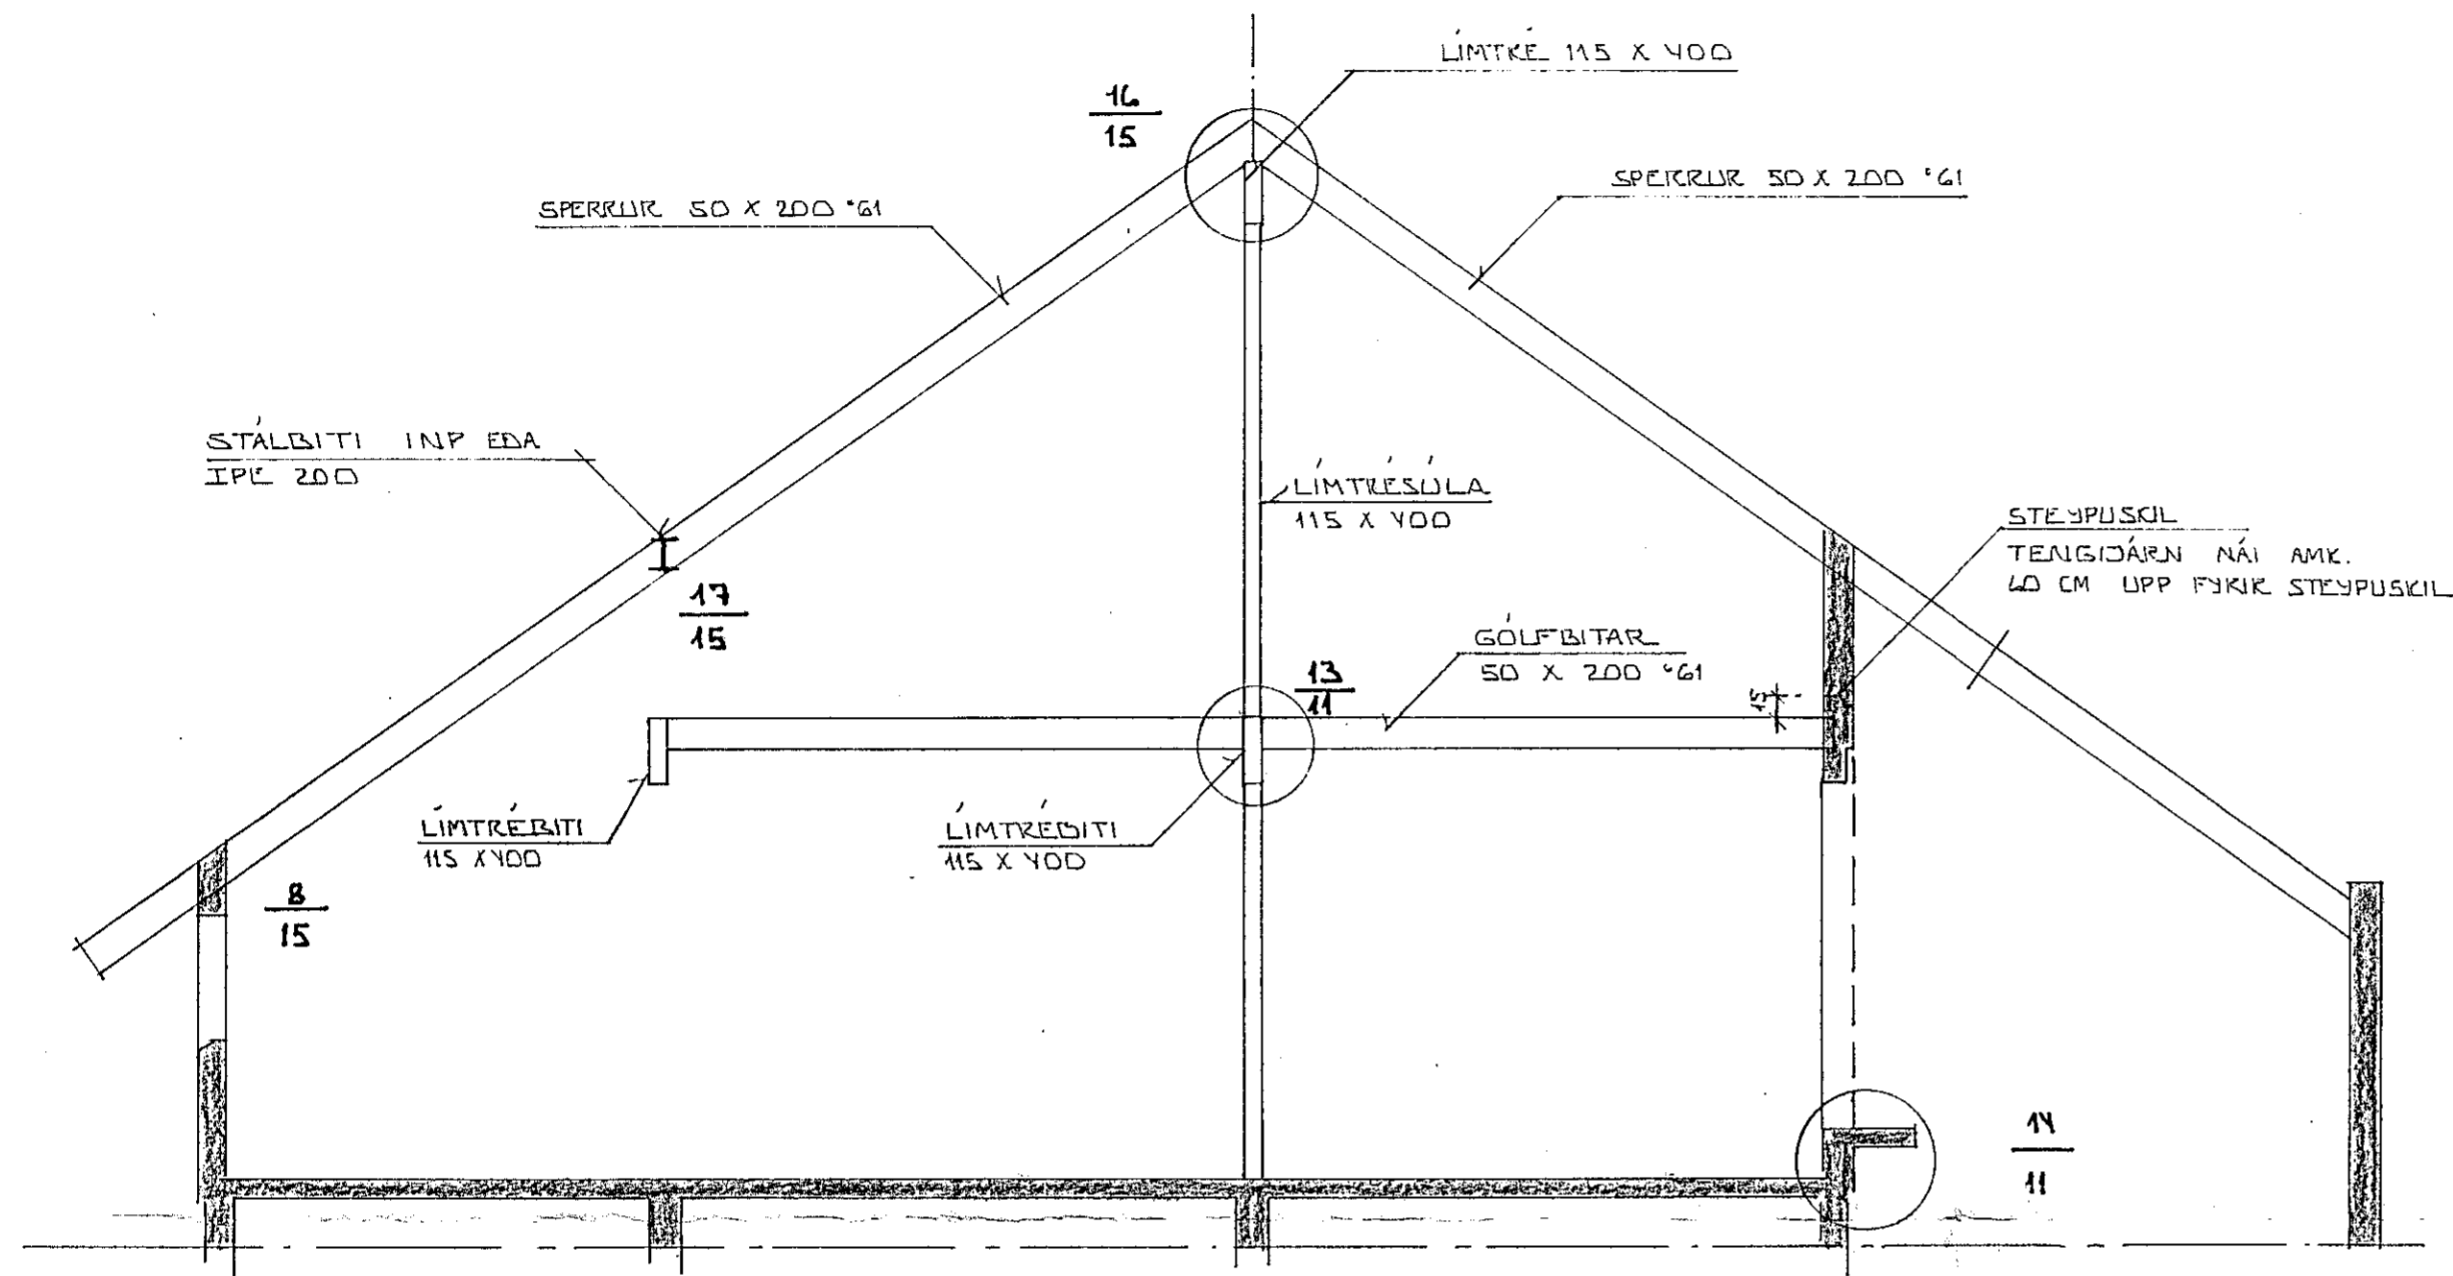 LÍMTRÉ 115 X 400
16
15
SPERRUR 50 X 200 °61
SPERRUR 50 X 200 °61
STÁLBITI INP EDA
IPE 200
LÍMTRÉSÚLA
115 X 400
STEYPUSKIL
TENGIJÁRN NÁI AMK.
60 CM UPP FYRIR STEYPUSKIL
17
15
GÓLFBITAR
50 X 200 °61
13
11
15
LÍMTRÉBITI
115 X 400
LÍMTRÉBITI
115 X 400
8
15
14
11